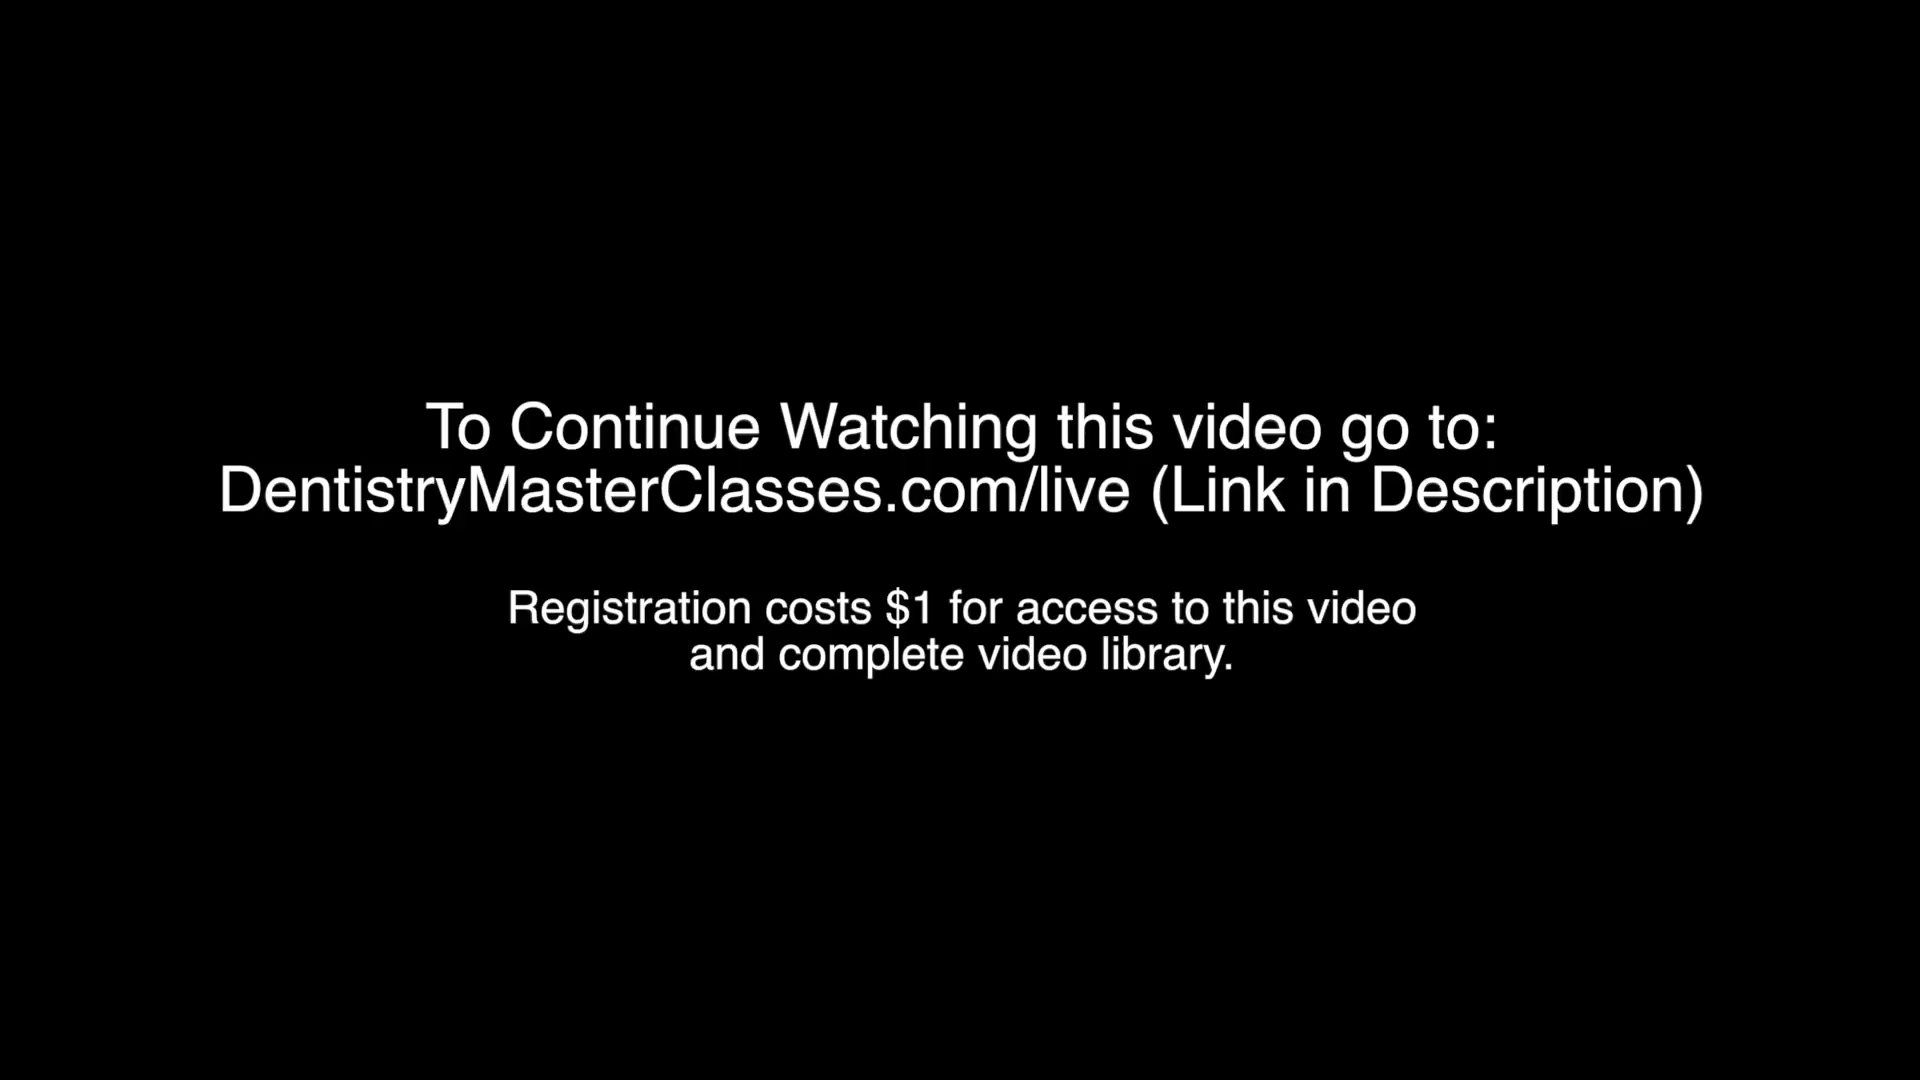 To Continue Watching this video go to:
DentistryMasterClasses.com/live (Link in Description)
Registration costs $1 for access to this video
and complete video library.